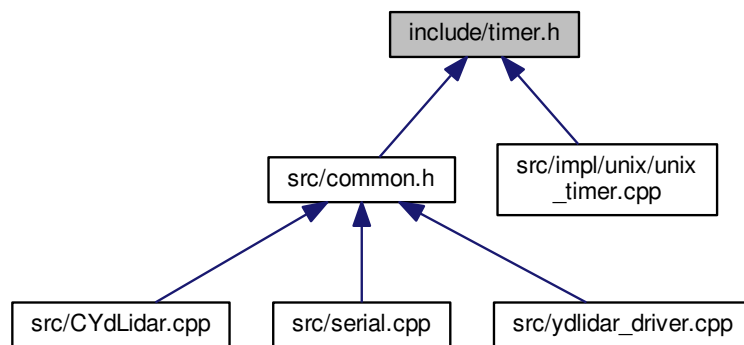 include/timer.h
src/common.h
src/impl/unix/unix
_timer.cpp
src/CYdLidar.cpp
src/serial.cpp
src/ydlidar_driver.cpp